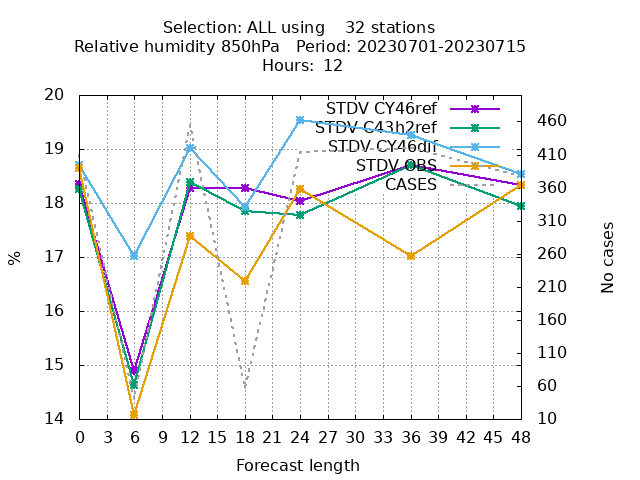 Selection: ALL using    32 stations
Relative humidity 850hPa   Period: 20230701-20230715
Hours:  12
STDV CY46ref
STDV C43h2ref
STDV CY46dri
STDV OBS
CASES
%
20
19
18
17
16
15
14
460
410
360
310
260
210
160
110
60
10
No cases
0 3 6 9 12 15 18 21 24 27 30 33 36 39 42 45 48
Forecast length